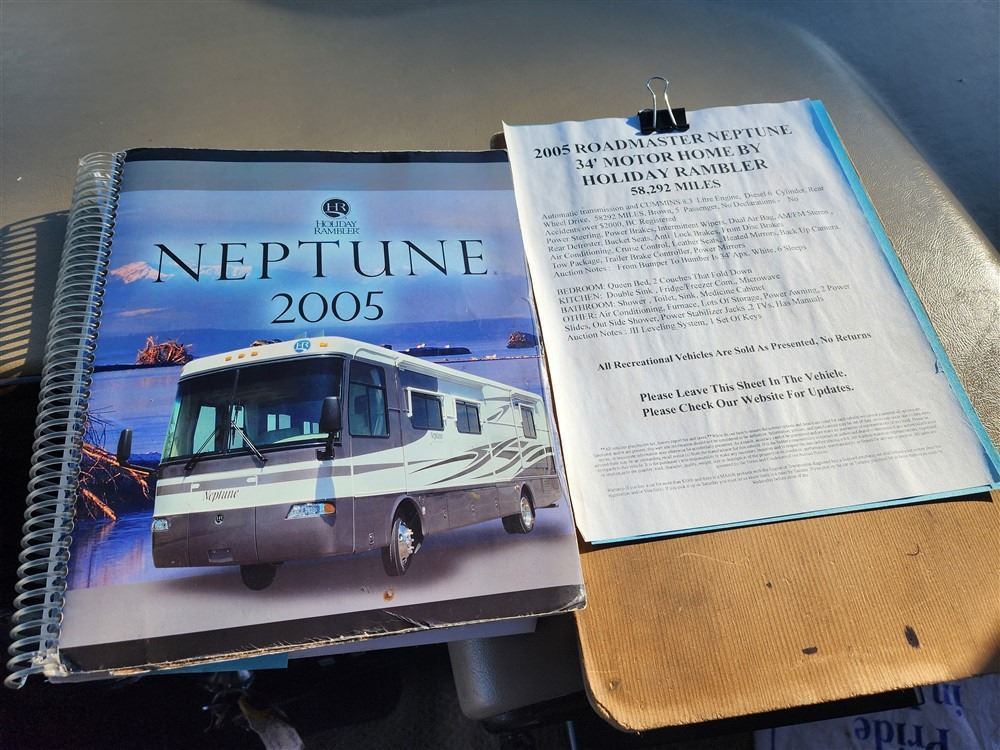 HR
HOLIDAY
RAMBLER
NEPTUNE
2005
Neptune
Neptune
2005 ROADMASTER NEPTUNE
34' MOTOR HOME BY
HOLIDAY RAMBLER
58,292 MILES
Automatic transmission and CUMMINS 8.3 Litre Engine, Diesel 6 Cylinder, Rear
Wheel Drive, 58292 MILES, Brown, 5 Passenger, No Declarations - No
Accidents over $2000, BC Registered
Power Steering, Power Brakes, Intermittent Wipers, Dual Air Bag, AM/FM Stereo,
Rear Defroster, Bucket Seats, Anti Lock Brakes, Front Disc Brakes
Air Conditioning, Cruise Control, Leather Seats, Heated Mirror, Back Up Camera,
Tow Package, Trailer Brake Controller, Power Mirrors
Auction Notes : From Bumper To Bumber Is 34' Apx. White, 6 Sleeps
BEDROOM: Queen Bed, 2 Couches That Fold Down
KITCHEN: Double Sink, Fridge/Freezer Com., Microwave
BATHROOM: Shower, Toilet, Sink, Medicine Cabinet
OTHER: Air Conditioning, Furnace, Lots Of Storage, Power Awning, 2 Power
Slides, Out Side Shower, Power Stabilizer Jacks, 2 TVs, Has Manuals
Auction Notes : JII Leveling System, 1 Set Of Keys
All Recreational Vehicles Are Sold As Presented, No Returns
Please Leave This Sheet In The Vehicle.
Please Check Our Website For Updates.
Pride
in